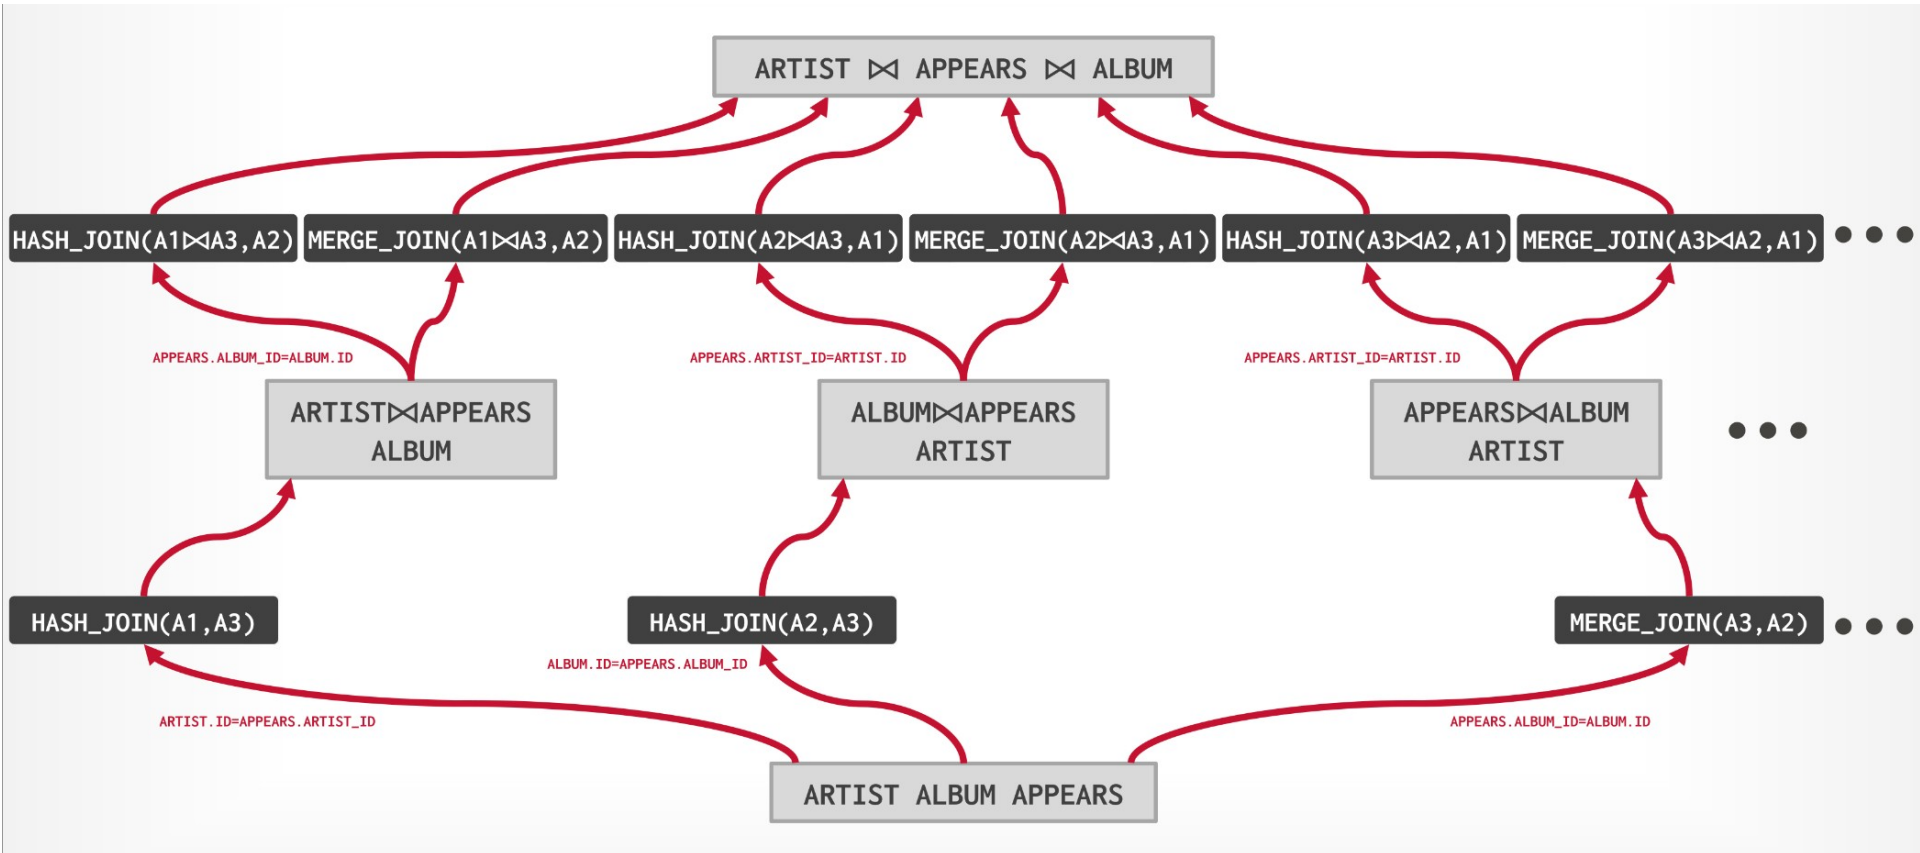 ARTIST ⋈ APPEARS ⋈ ALBUM
HASH_JOIN(A1⋈A3,A2)
MERGE_JOIN(A1⋈A3,A2)
HASH_JOIN(A2⋈A3,A1)
MERGE_JOIN(A2⋈A3,A1)
HASH_JOIN(A3⋈A2,A1)
MERGE_JOIN(A3⋈A2,A1)
APPEARS.ALBUM_ID=ALBUM.ID
APPEARS.ARTIST_ID=ARTIST.ID
APPEARS.ARTIST_ID=ARTIST.ID
ARTIST⋈APPEARS
ALBUM
ALBUM⋈APPEARS
ARTIST
APPEARS⋈ALBUM
ARTIST
HASH_JOIN(A1,A3)
HASH_JOIN(A2,A3)
MERGE_JOIN(A3,A2)
ALBUM.ID=APPEARS.ALBUM_ID
ARTIST.ID=APPEARS.ARTIST_ID
APPEARS.ALBUM_ID=ALBUM.ID
ARTIST ALBUM APPEARS